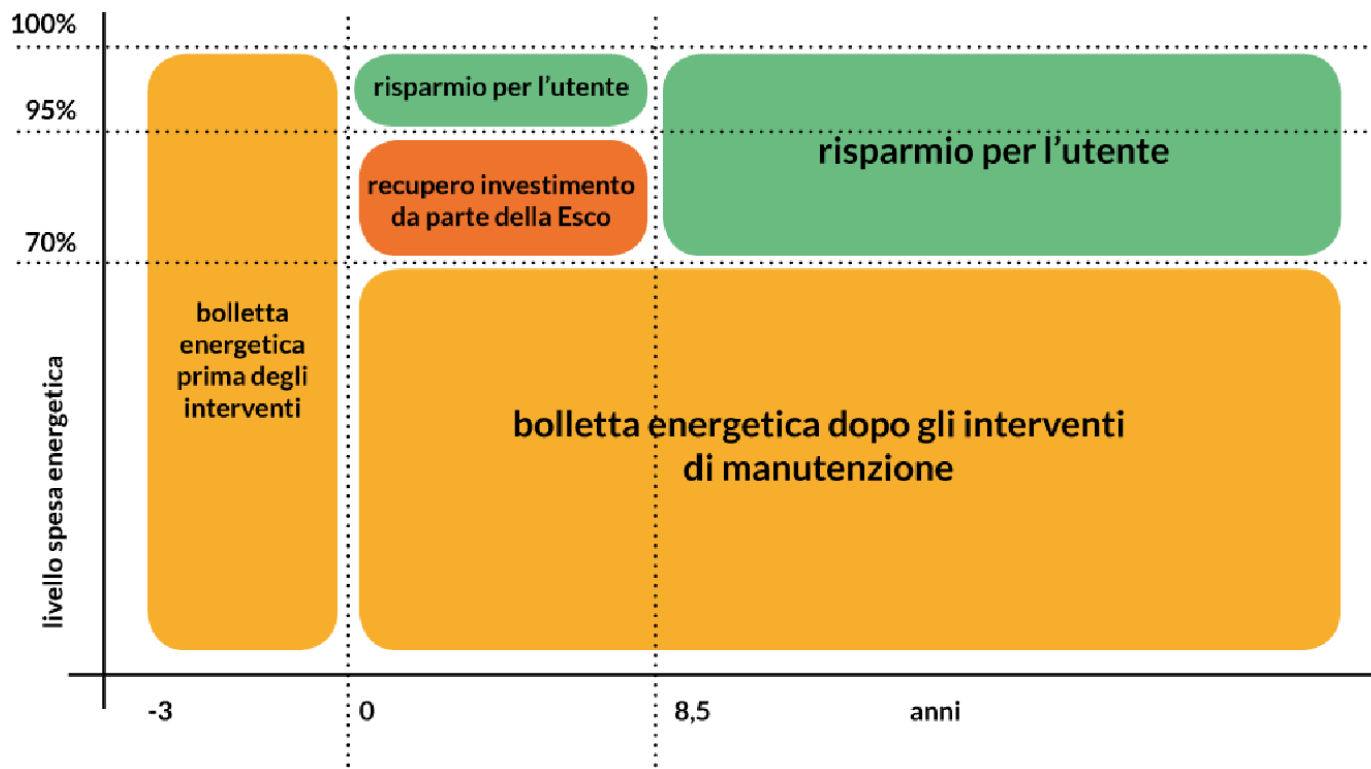 100%
95%
70%
livello spesa energetica
bolletta
energetica
prima degli
interventi
risparmio per l'utente
recupero investimento
da parte della Esco
risparmio per l'utente
bolletta energetica dopo gli interventi
di manutenzione
-3
0
8,5
anni